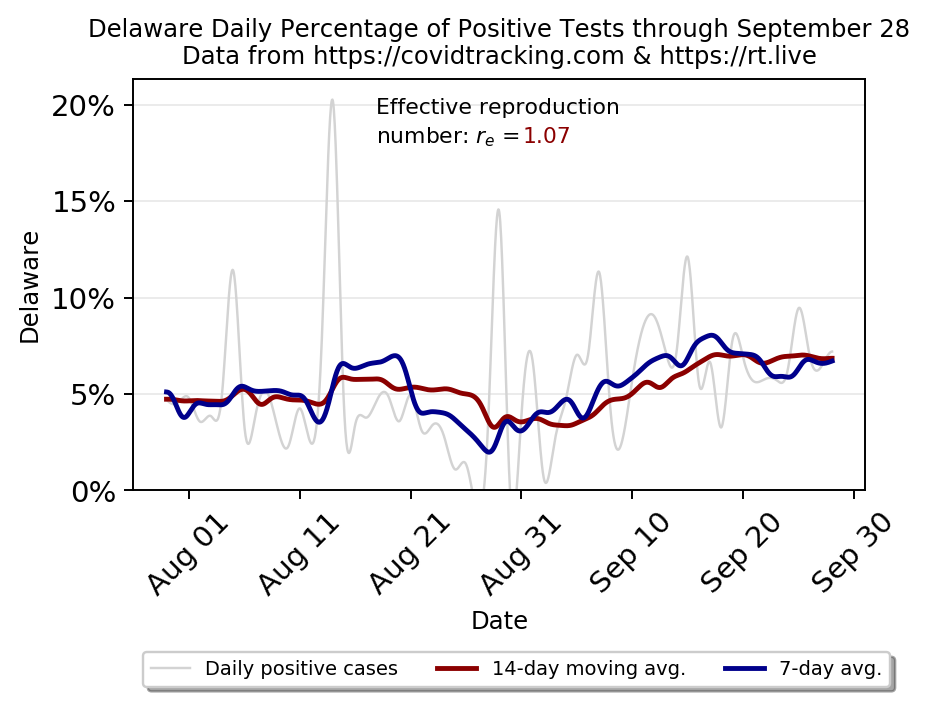 Delaware Daily Percentage of Positive Tests through September 28
Data from https://covidtracking.com & https://rt.live
Effective reproduction
number: rₑ =1.07
20%
15%
10%
5%
0%
Delaware
Aug 01
Aug 11
Aug 21
Aug 31
Sep 10
Sep 20
Sep 30
Date
Daily positive cases
14-day moving avg.
7-day avg.